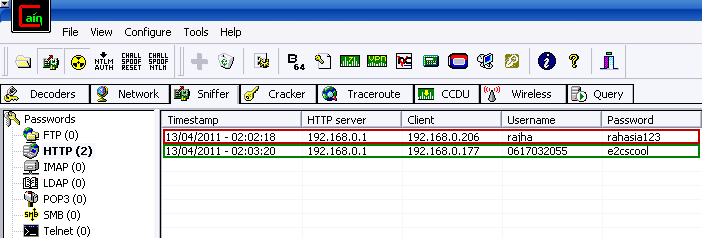 Cain
File View Configure Tools Help
NTLM AUTH CHALL SPOOF RESET CHALL SPOOF NTLM B 64
Decoders Network Sniffer Cracker Traceroute CCDU Wireless Query
Passwords
FTP (0)
HTTP (2)
IMAP (0)
LDAP (0)
POP3 (0)
SMB (0)
Telnet (0)
Timestamp HTTP server Client Username Password
13/04/2011 - 02:02:18 192.168.0.1 192.168.0.206 rajha rahasia123
13/04/2011 - 02:03:20 192.168.0.1 192.168.0.177 0617032055 e2cscool